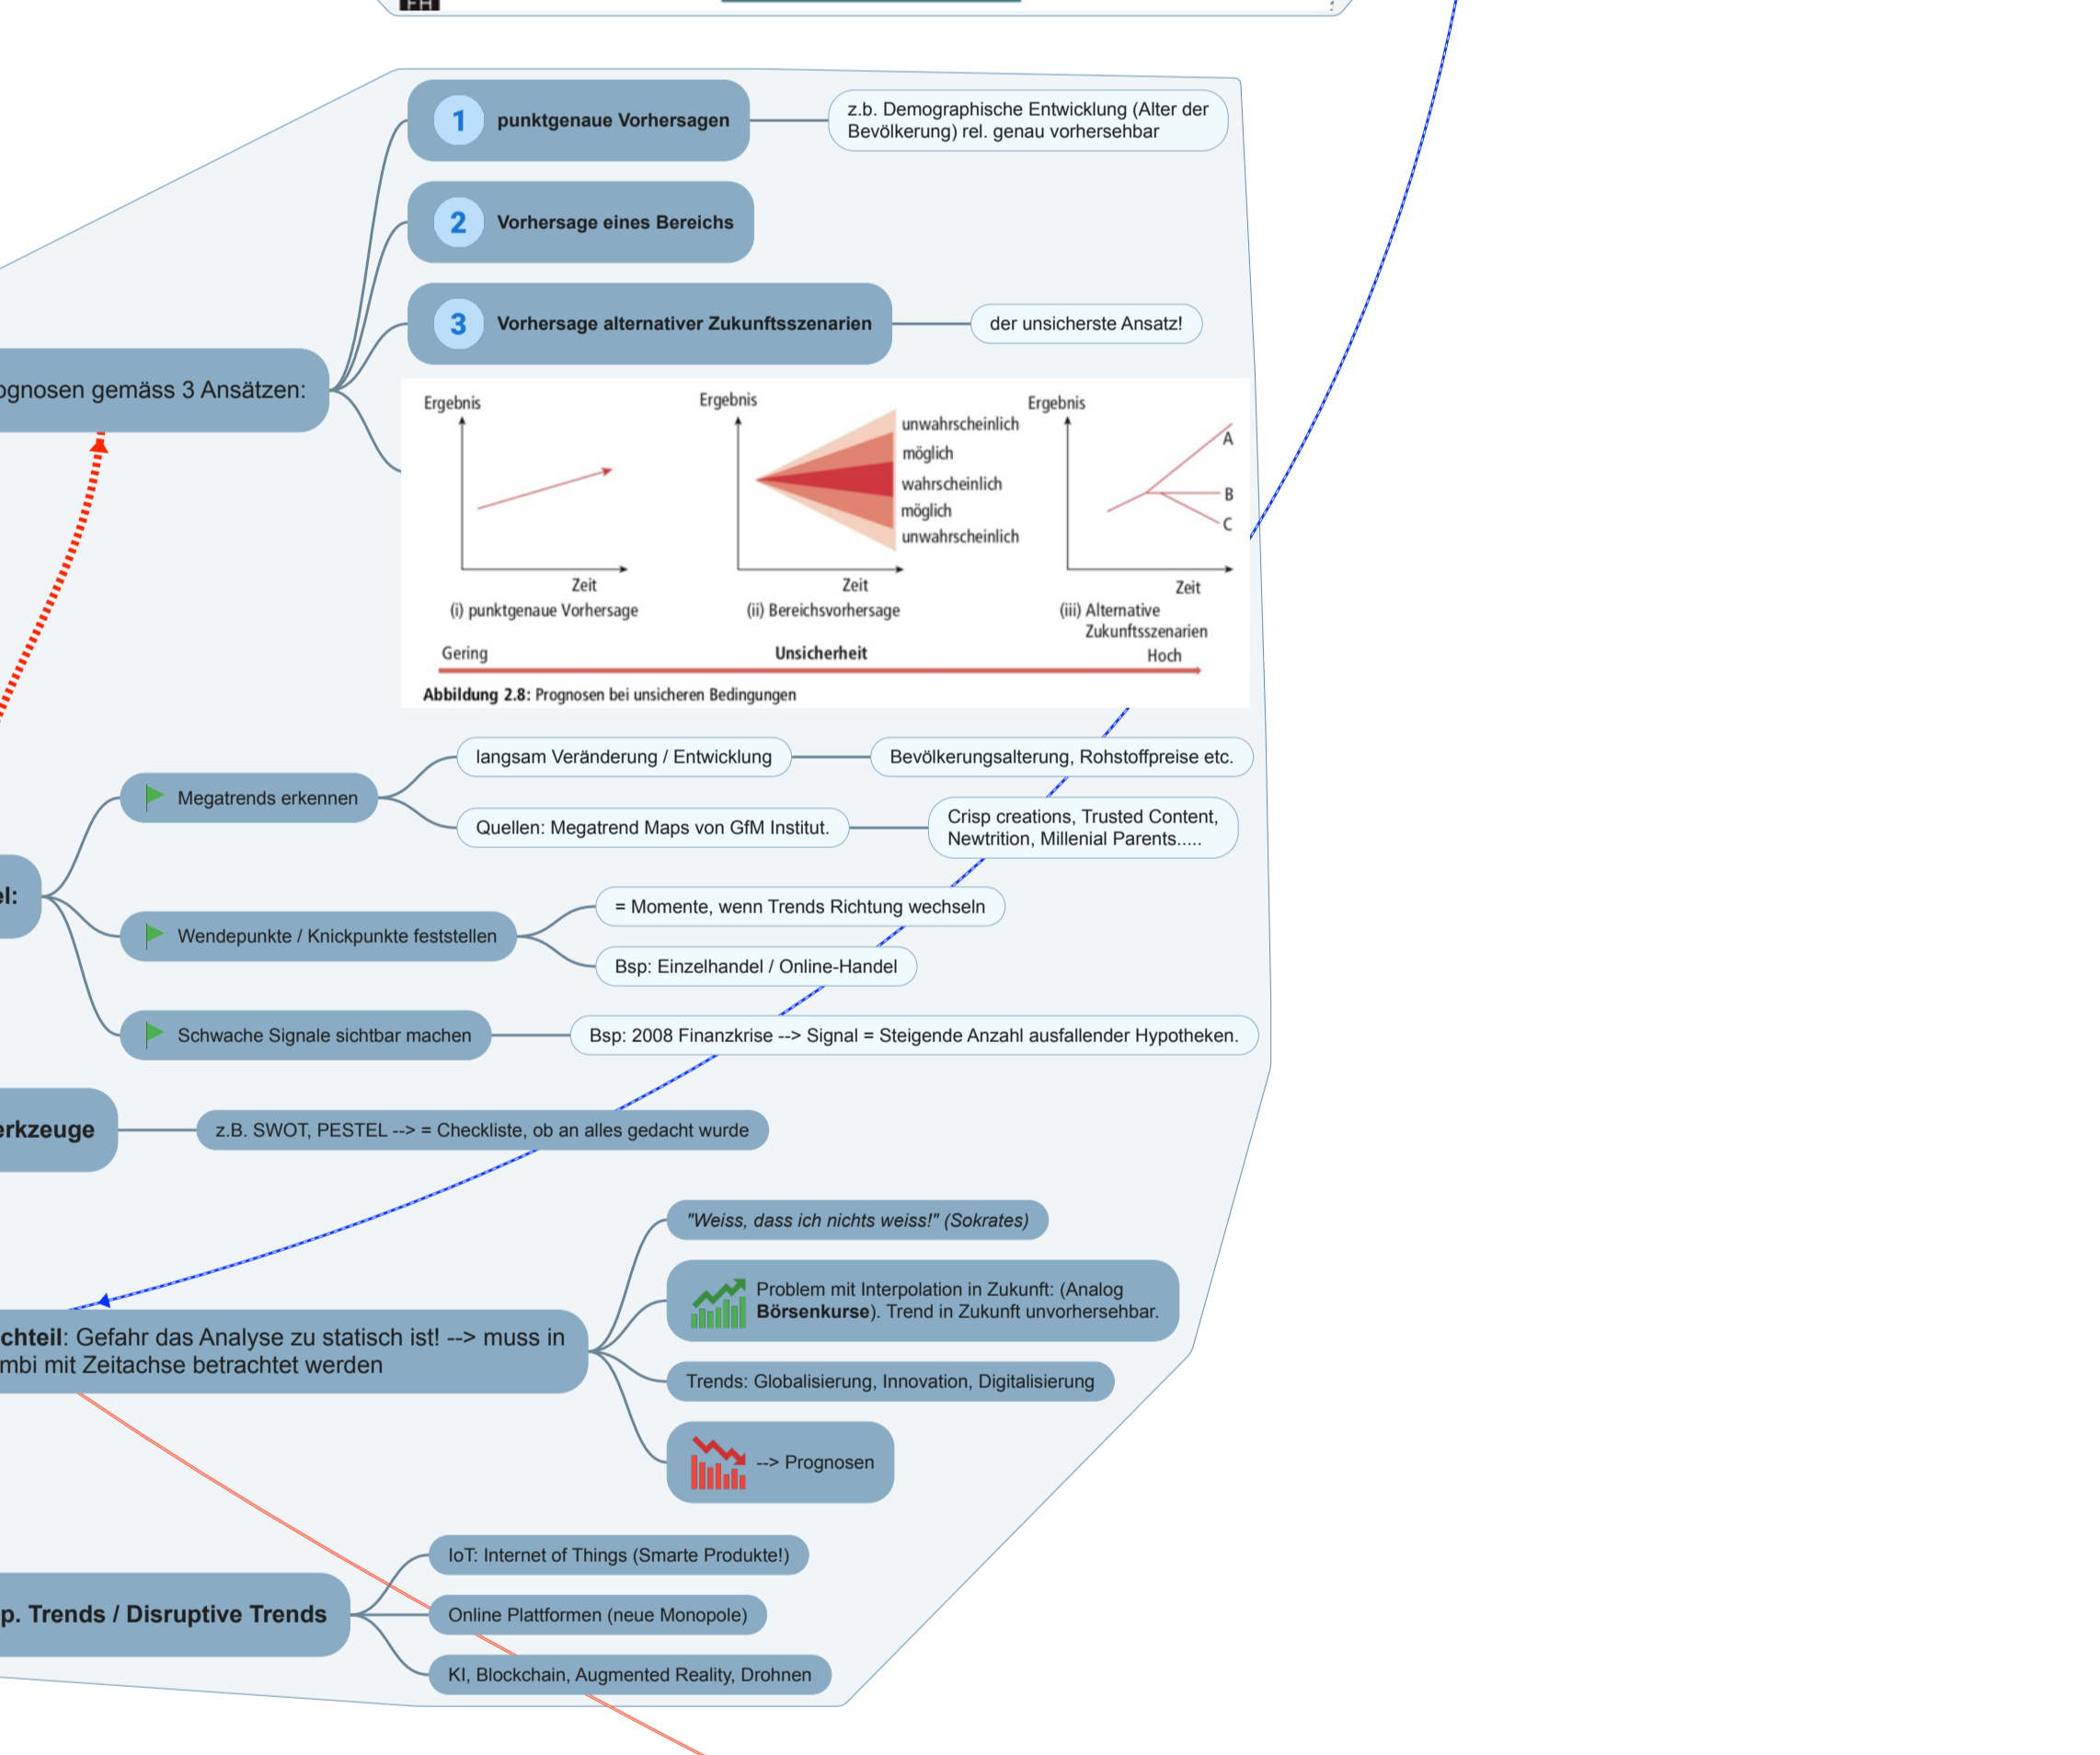 1 punktgenaue Vorhersagen
z.b. Demographische Entwicklung (Alter der
Bevölkerung) rel. genau vorhersehbar
2 Vorhersage eines Bereichs
3 Vorhersage alternativer Zukunftsszenarien
der unsicherste Ansatz!
ognosen gemäss 3 Ansätzen:
Ergebnis
Zeit
(i) punktgenaue Vorhersage
Ergebnis
unwahrscheinlich
möglich
wahrscheinlich
möglich
unwahrscheinlich
Zeit
(ii) Bereichsvorhersage
Ergebnis
A
B
C
Zeit
(iii) Alternative
Zukunftsszenarien
Gering Unsicherheit Hoch
Abbildung 2.8: Prognosen bei unsicheren Bedingungen
el:
Megatrends erkennen
langsam Veränderung / Entwicklung
Bevölkerungsalterung, Rohstoffpreise etc.
Quellen: Megatrend Maps von GfM Institut.
Crisp creations, Trusted Content,
Newtrition, Millenial Parents.....
Wendepunkte / Knickpunkte feststellen
= Momente, wenn Trends Richtung wechseln
Bsp: Einzelhandel / Online-Handel
Schwache Signale sichtbar machen
Bsp: 2008 Finanzkrise --> Signal = Steigende Anzahl ausfallender Hypotheken.
erkzeuge
z.B. SWOT, PESTEL --> = Checkliste, ob an alles gedacht wurde
chteil: Gefahr das Analyse zu statisch ist! --> muss in
mbi mit Zeitachse betrachtet werden
"Weiss, dass ich nichts weiss!" (Sokrates)
Problem mit Interpolation in Zukunft: (Analog
Börsenkurse). Trend in Zukunft unvorhersehbar.
Trends: Globalisierung, Innovation, Digitalisierung
--> Prognosen
p. Trends / Disruptive Trends
IoT: Internet of Things (Smarte Produkte!)
Online Plattformen (neue Monopole)
KI, Blockchain, Augmented Reality, Drohnen